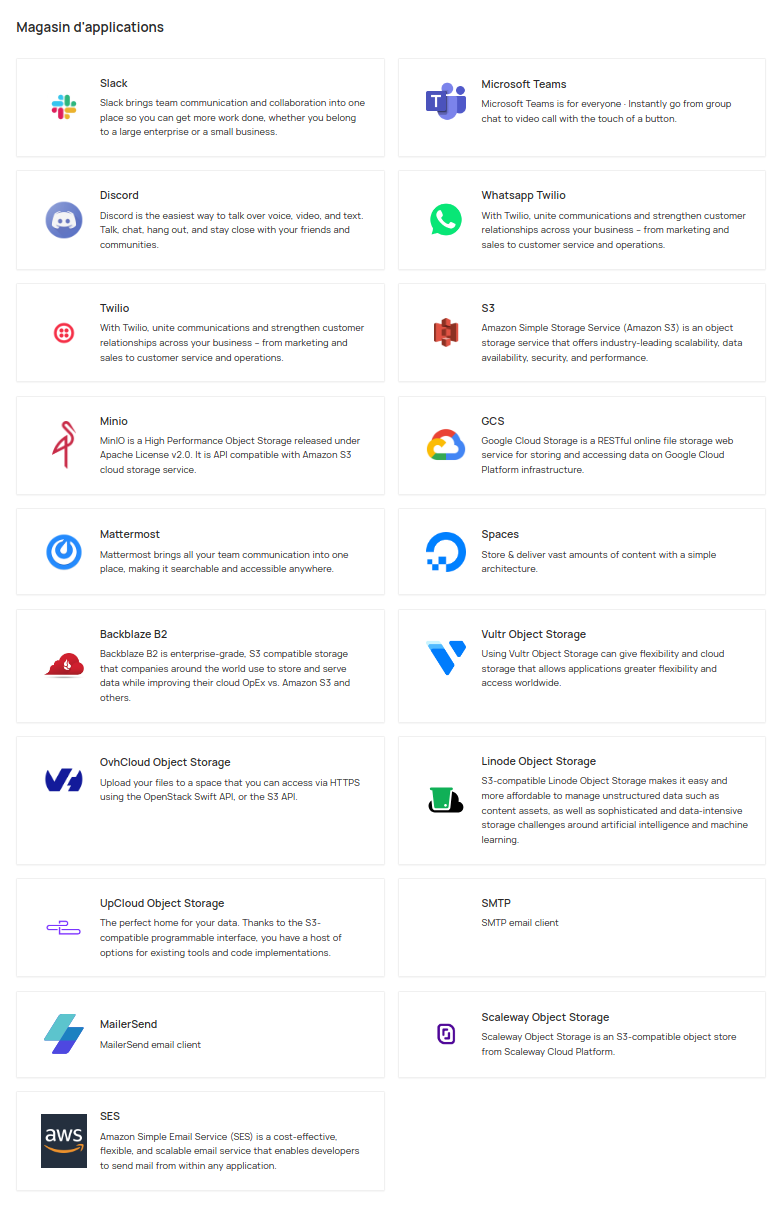 Magasin d'applications
Slack
Slack brings team communication and collaboration into one
place so you can get more work done, whether you belong
to a large enterprise or a small business.
Microsoft Teams
Microsoft Teams is for everyone · Instantly go from group
chat to video call with the touch of a button.
T
Discord
Discord is the easiest way to talk over voice, video, and text.
Talk, chat, hang out, and stay close with your friends and
communities.
Whatsapp Twilio
With Twilio, unite communications and strengthen customer
relationships across your business – from marketing and
sales to customer service and operations.
Twilio
With Twilio, unite communications and strengthen customer
relationships across your business – from marketing and
sales to customer service and operations.
S3
Amazon Simple Storage Service (Amazon S3) is an object
storage service that offers industry-leading scalability, data
availability, security, and performance.
Minio
MinIO is a High Performance Object Storage released under
Apache License v2.0. It is API compatible with Amazon S3
cloud storage service.
GCS
Google Cloud Storage is a RESTful online file storage web
service for storing and accessing data on Google Cloud
Platform infrastructure.
Mattermost
Mattermost brings all your team communication into one
place, making it searchable and accessible anywhere.
Spaces
Store & deliver vast amounts of content with a simple
architecture.
Backblaze B2
Backblaze B2 is enterprise-grade, S3 compatible storage
that companies around the world use to store and serve
data while improving their cloud OpEx vs. Amazon S3 and
others.
Vultr Object Storage
Using Vultr Object Storage can give flexibility and cloud
storage that allows applications greater flexibility and
access worldwide.
OvhCloud Object Storage
Upload your files to a space that you can access via HTTPS
using the OpenStack Swift API, or the S3 API.
Linode Object Storage
S3-compatible Linode Object Storage makes it easy and
more affordable to manage unstructured data such as
content assets, as well as sophisticated and data-intensive
storage challenges around artificial intelligence and machine
learning.
UpCloud Object Storage
The perfect home for your data. Thanks to the S3-
compatible programmable interface, you have a host of
options for existing tools and code implementations.
SMTP
SMTP email client
MailerSend
MailerSend email client
Scaleway Object Storage
Scaleway Object Storage is an S3-compatible object store
from Scaleway Cloud Platform.
aws
SES
Amazon Simple Email Service (SES) is a cost-effective,
flexible, and scalable email service that enables developers
to send mail from within any application.